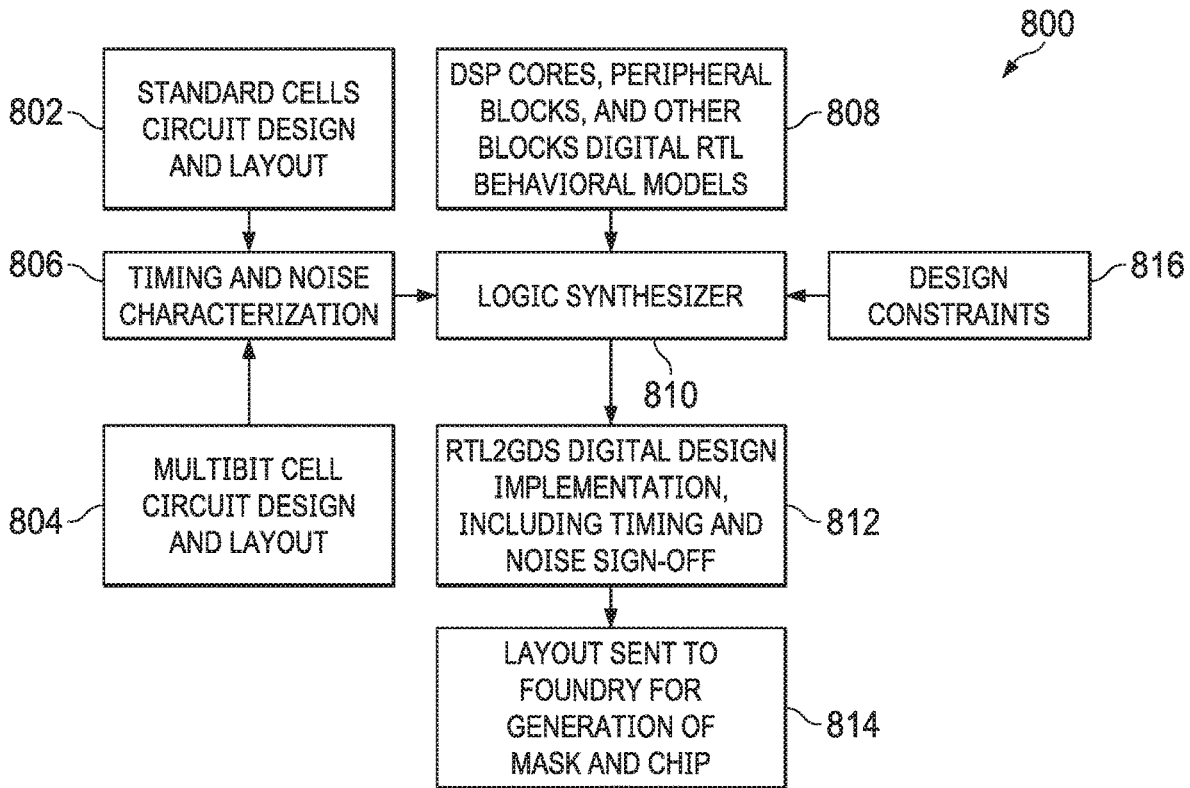 800
802
STANDARD CELLS
CIRCUIT DESIGN
AND LAYOUT
DSP CORES, PERIPHERAL
BLOCKS, AND OTHER
BLOCKS DIGITAL RTL
BEHAVIORAL MODELS
808
806
TIMING AND NOISE
CHARACTERIZATION
LOGIC SYNTHESIZER
810
DESIGN
CONSTRAINTS
816
804
MULTIBIT CELL
CIRCUIT DESIGN
AND LAYOUT
RTL2GDS DIGITAL DESIGN
IMPLEMENTATION,
INCLUDING TIMING AND
NOISE SIGN-OFF
812
LAYOUT SENT TO
FOUNDRY FOR
GENERATION OF
MASK AND CHIP
814